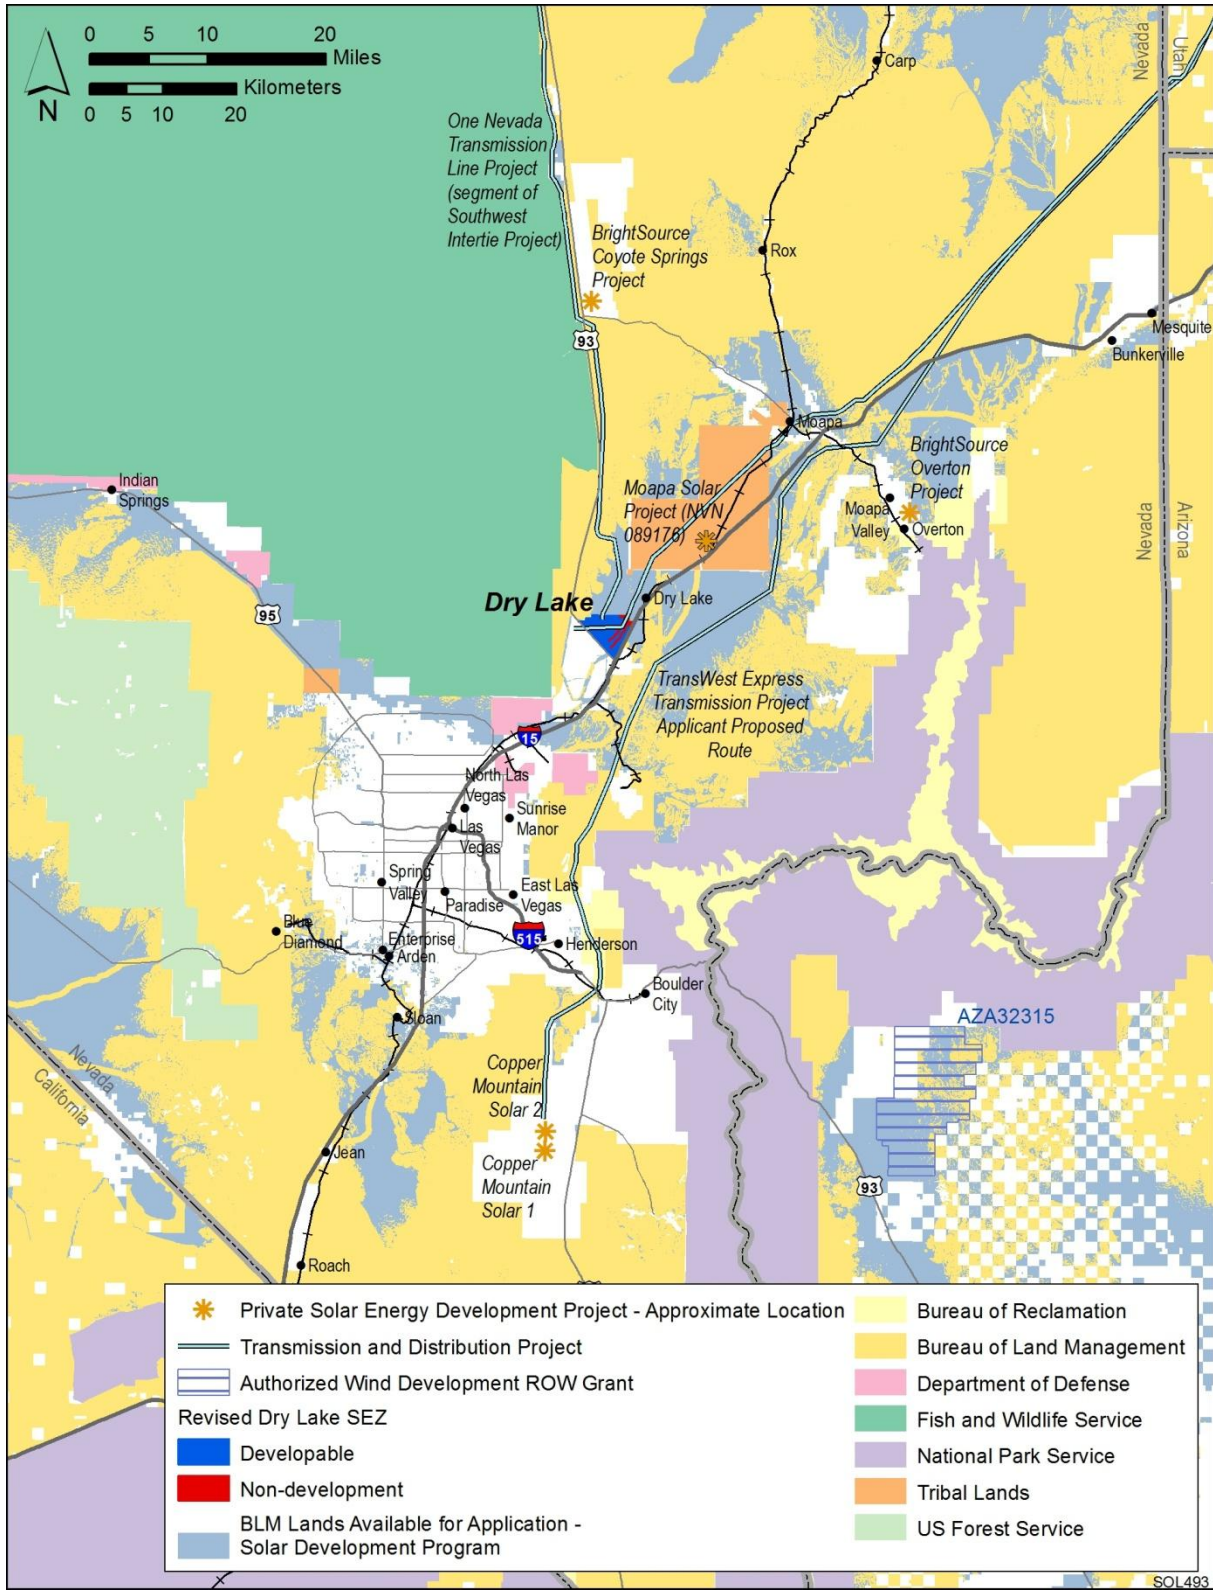 0 5 10 20
Miles
Kilometers
0 5 10 20
N
Nevada
Utah
Carp
One Nevada
Transmission
Line Project
(segment of
Southwest
Intertie Project)
BrightSource
Coyote Springs
Project
Rox
93
Mesquite
Bunkerville
Moapa
BrightSource
Overton
Project
Indian
Springs
Moapa Solar
Project (NVN
089176)
Moapa
Valley
Overton
Nevada
Arizona
Dry Lake
Dry Lake
95
TransWest Express
Transmission Project
Applicant Proposed
Route
15
North Las
Vegas
Sunrise
Manor
Las
Vegas
Spring
Valley
Paradise
East Las
Vegas
Blue
Diamond
Enterprise
Arden
515
Henderson
Boulder
City
Sloan
AZA32315
Nevada
California
Copper
Mountain
Solar 2
Jean
Copper
Mountain
Solar 1
93
Roach
Private Solar Energy Development Project - Approximate Location
Transmission and Distribution Project
Authorized Wind Development ROW Grant
Revised Dry Lake SEZ
Developable
Non-development
BLM Lands Available for Application -
Solar Development Program
Bureau of Reclamation
Bureau of Land Management
Department of Defense
Fish and Wildlife Service
National Park Service
Tribal Lands
US Forest Service
SOL493